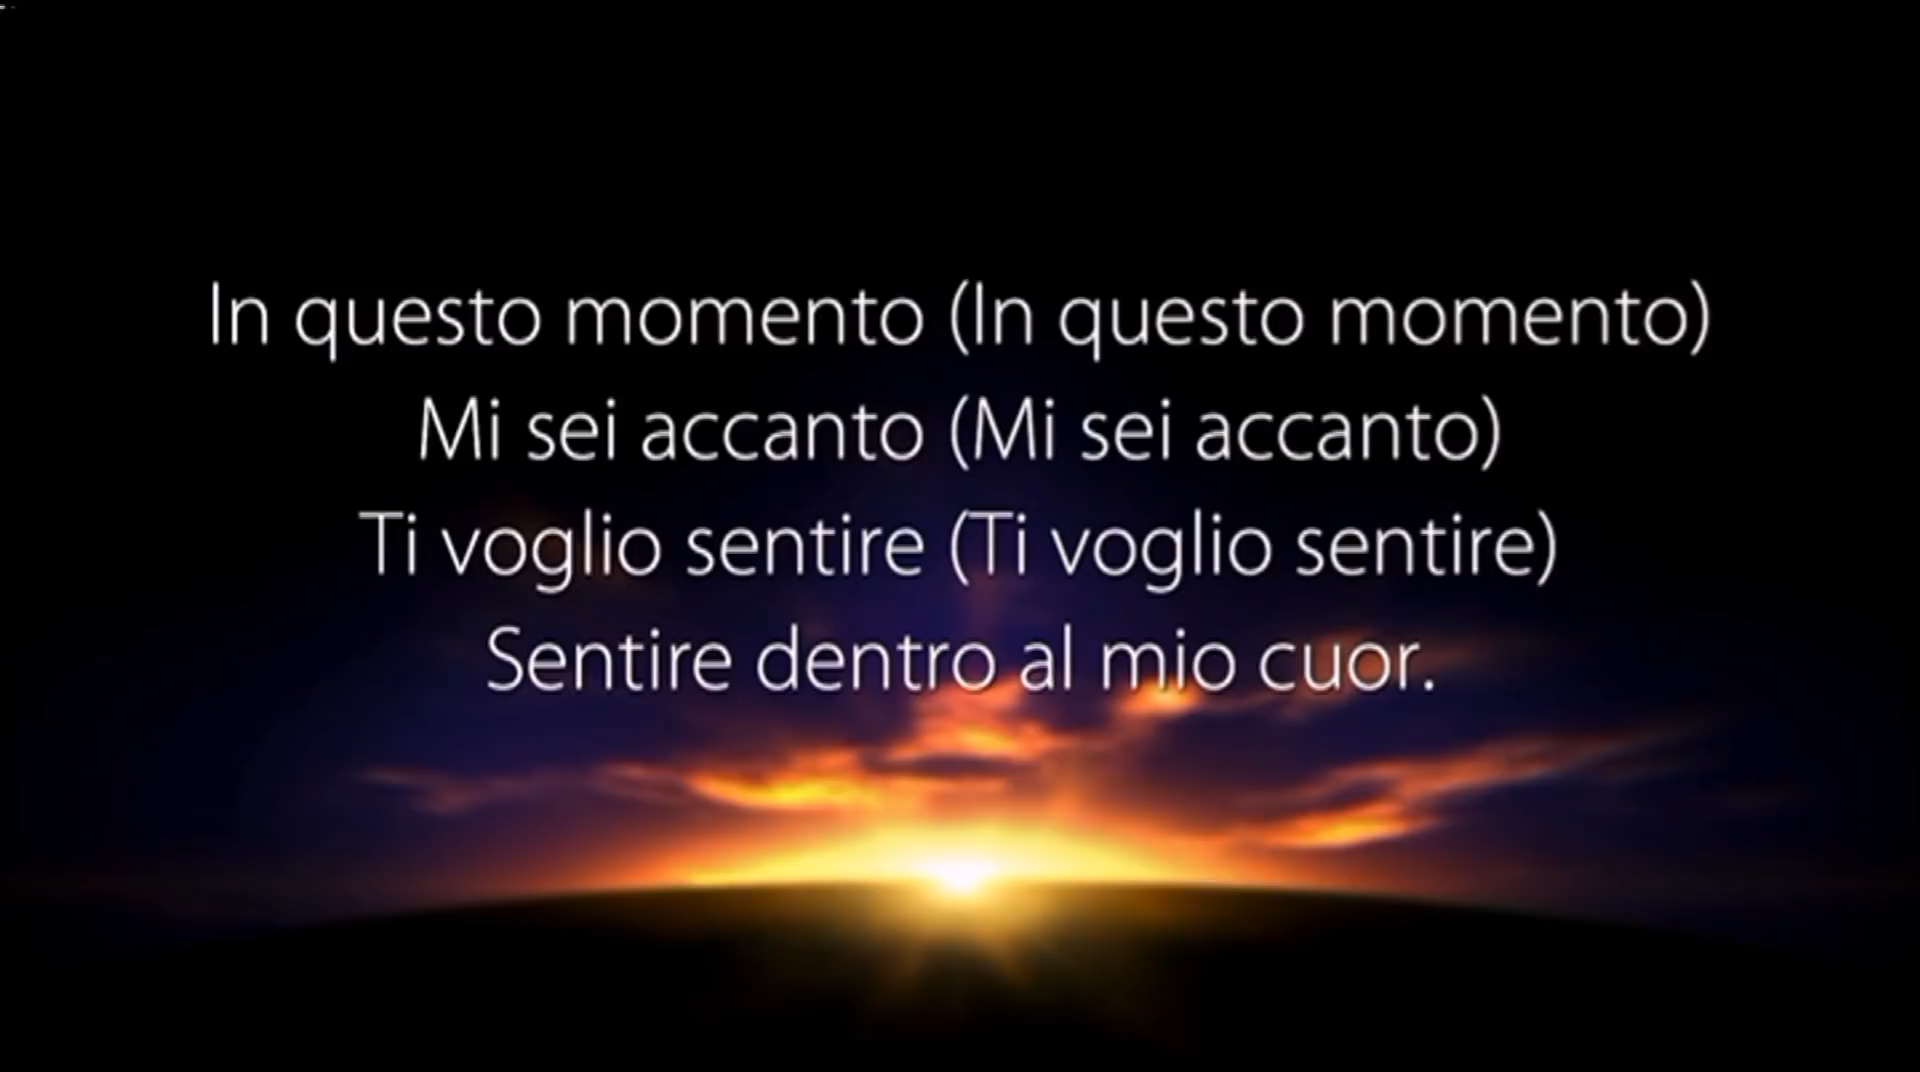 In questo momento (In questo momento)
Mi sei accanto (Mi sei accanto)
Ti voglio sentire (Ti voglio sentire)
Sentire dentro al mio cuor.